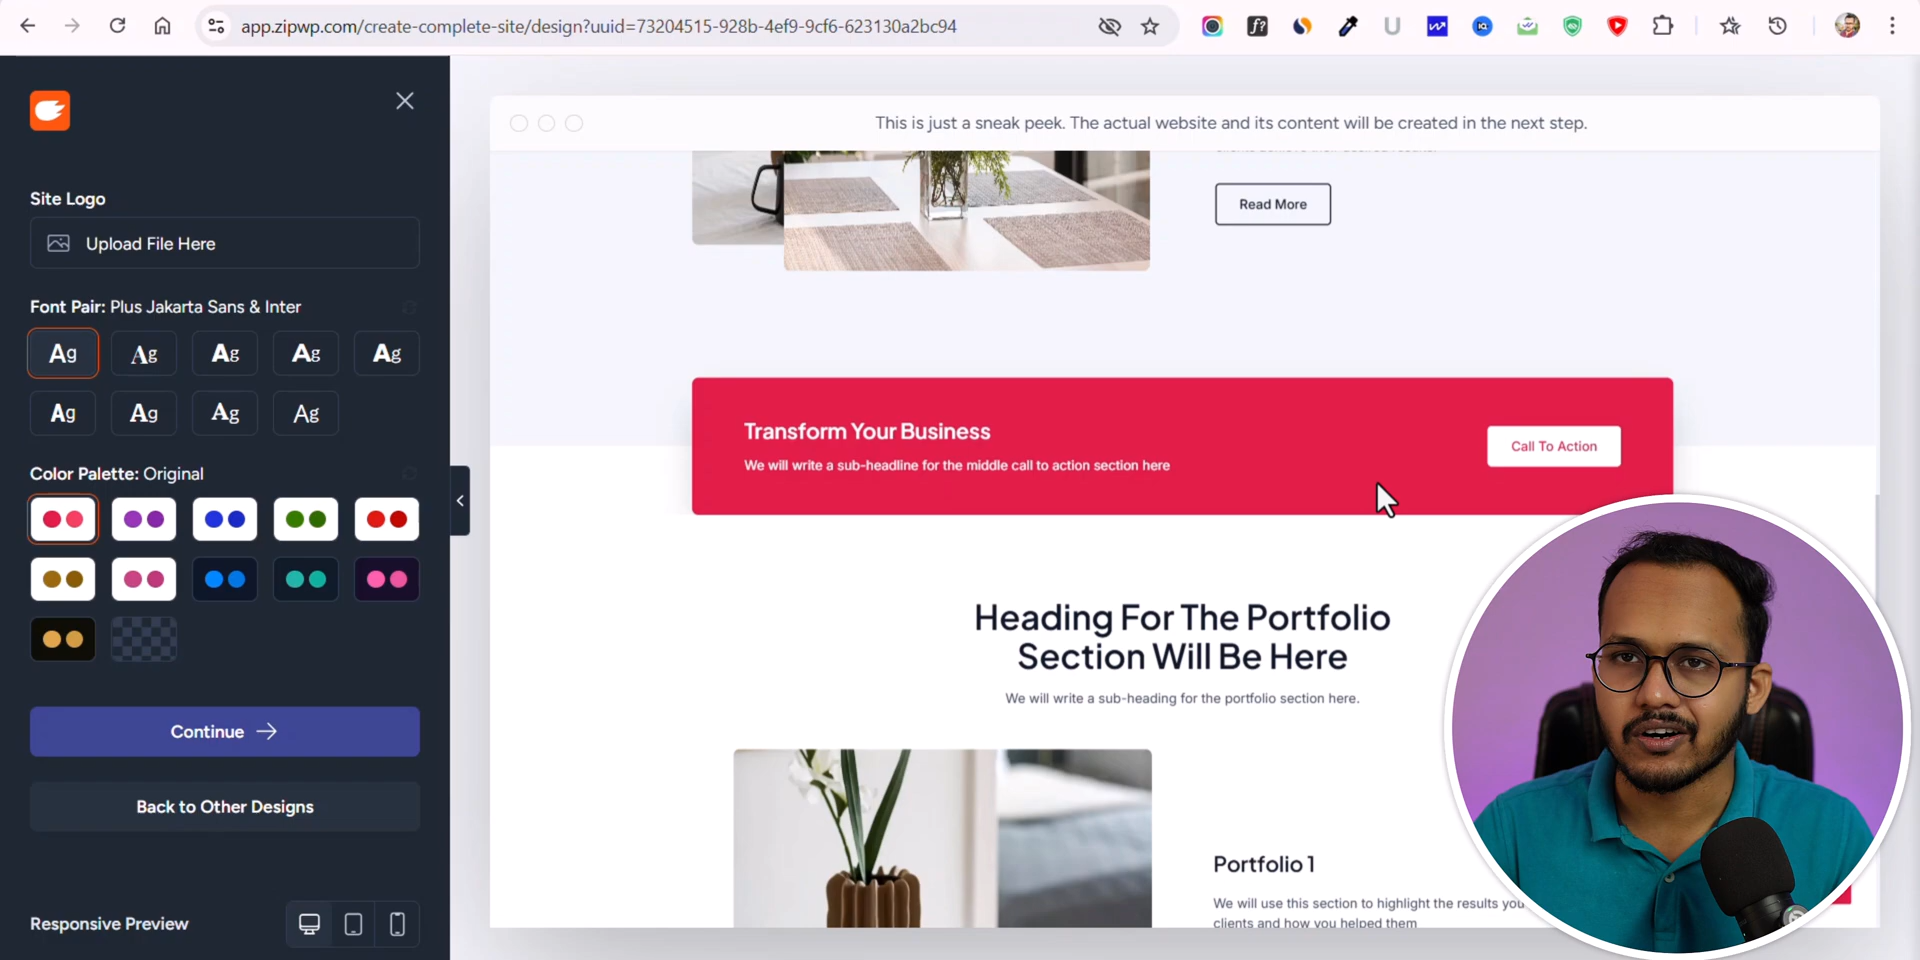 app.zipwp.com/create-complete-site/design?uuid=73204515-928b-4ef9-9cf6-623130a2bc94
This is just a sneak peek. The actual website and its content will be created in the next step.
Site Logo
Upload File Here
Font Pair: Plus Jakarta Sans & Inter
Ag Ag Ag Ag Ag
Ag Ag Ag Ag
Color Palette: Original
Continue
Back to Other Designs
Responsive Preview
Read More
Transform Your Business
We will write a sub-headline for the middle call to action section here
Call To Action
Heading For The Portfolio
Section Will Be Here
We will write a sub-heading for the portfolio section here.
Portfolio 1
We will use this section to highlight the results you
clients and how you helped them